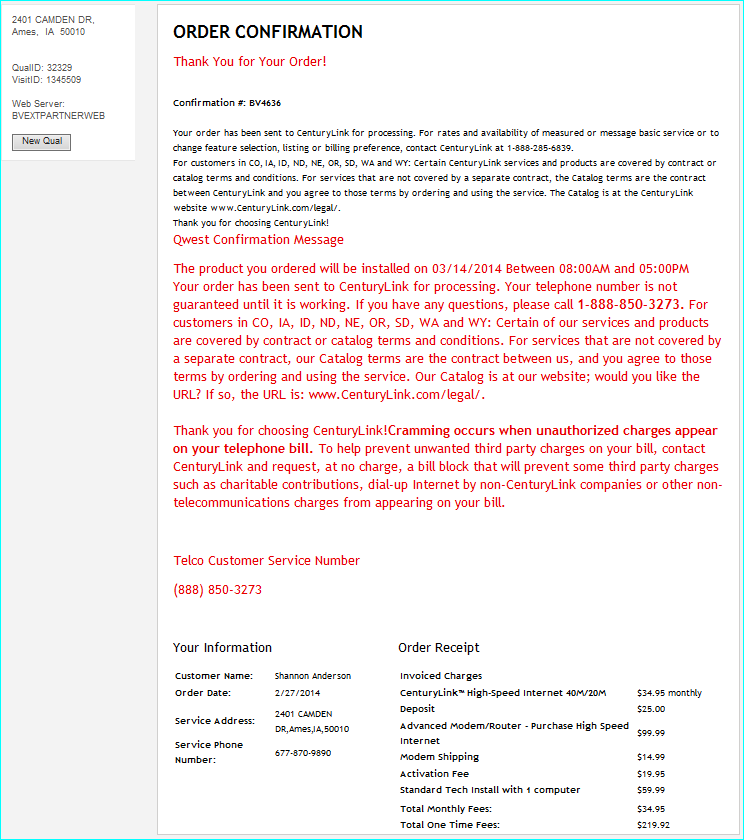 2401 CAMDEN DR,
Ames, IA 50010
QualID: 32329
VisitID: 1345509
Web Server:
BVEXTPARTNERWEB
New Qual
ORDER CONFIRMATION
Thank You for Your Order!
Confirmation #: BV4636
Your order has been sent to CenturyLink for processing. For rates and availability of measured or message basic service or to
change feature selection, listing or billing preference, contact CenturyLink at 1-888-285-6839.
For customers in CO, IA, ID, ND, NE, OR, SD, WA and WY: Certain CenturyLink services and products are covered by contract or
catalog terms and conditions. For services that are not covered by a separate contract, the Catalog terms are the contract
between CenturyLink and you agree to those terms by ordering and using the service. The Catalog is at the CenturyLink
website www.CenturyLink.com/legal/.
Thank you for choosing CenturyLink!
Qwest Confirmation Message
The product you ordered will be installed on 03/14/2014 Between 08:00AM and 05:00PM
Your order has been sent to CenturyLink for processing. Your telephone number is not
guaranteed until it is working. If you have any questions, please call 1-888-850-3273. For
customers in CO, IA, ID, ND, NE, OR, SD, WA and WY: Certain of our services and products
are covered by contract or catalog terms and conditions. For services that are not covered by
a separate contract, our Catalog terms are the contract between us, and you agree to those
terms by ordering and using the service. Our Catalog is at our website; would you like the
URL? If so, the URL is: www.CenturyLink.com/legal/.
Thank you for choosing CenturyLink!Cramming occurs when unauthorized charges appear
on your telephone bill. To help prevent unwanted third party charges on your bill, contact
CenturyLink and request, at no charge, a bill block that will prevent some third party charges
such as charitable contributions, dial-up Internet by non-CenturyLink companies or other non-
telecommunications charges from appearing on your bill.
Telco Customer Service Number
(888) 850-3273
Your Information
Customer Name: Shannon Anderson
Order Date: 2/27/2014
Service Address: 2401 CAMDEN
DR,Ames,IA,50010
Service Phone
Number: 677-870-9890
Order Receipt
Invoiced Charges
CenturyLink™ High-Speed Internet 40M/20M $34.95 monthly
Deposit $25.00
Advanced Modem/Router - Purchase High Speed
Internet $99.99
Modem Shipping $14.99
Activation Fee $19.95
Standard Tech Install with 1 computer $59.99
Total Monthly Fees: $34.95
Total One Time Fees: $219.92